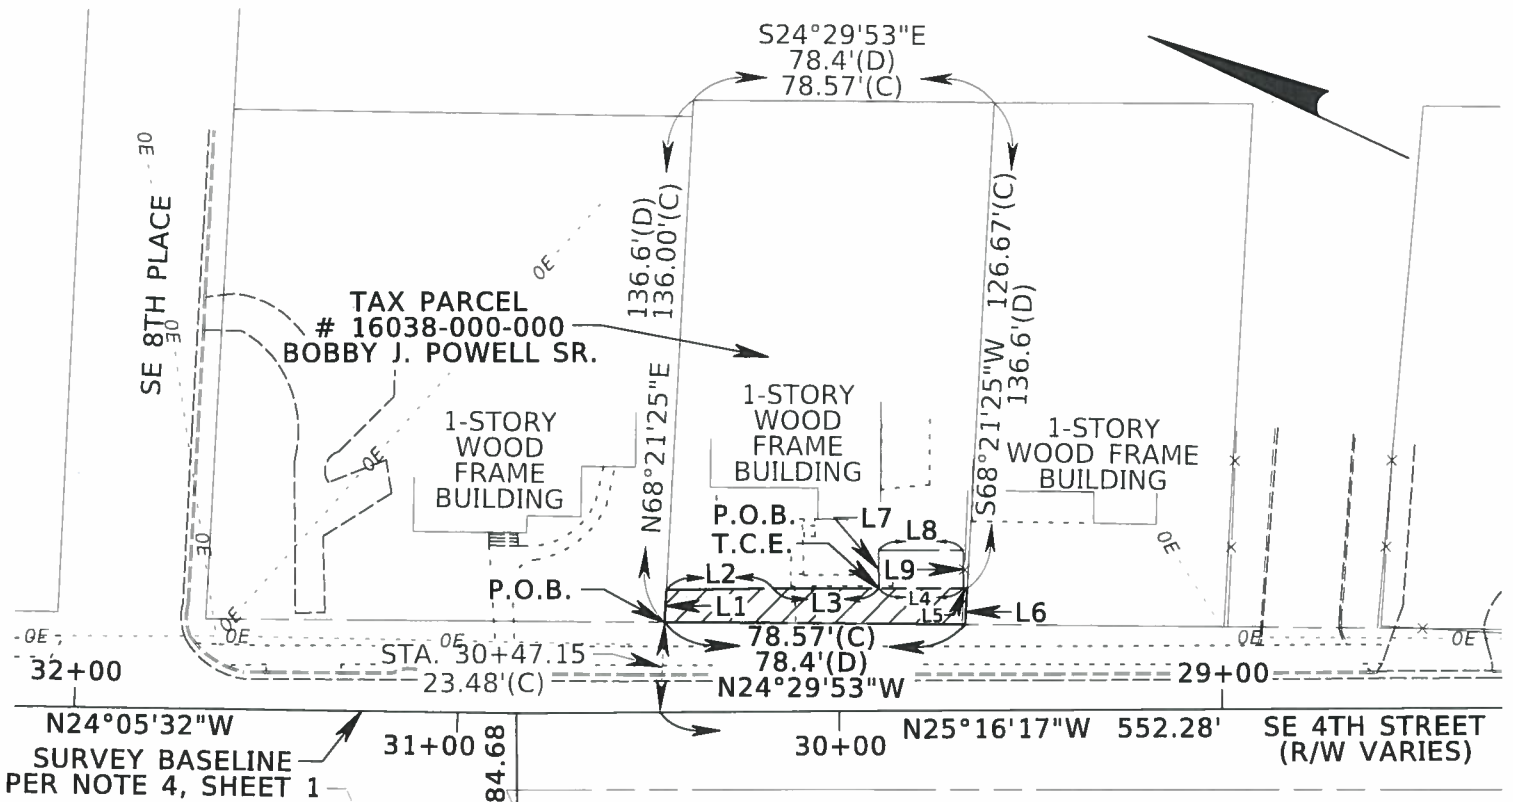 S24°29'53"E
78.4'(D)
78.57'(C)
OE
SE 8TH PLACE
OE
136.6'(D)
N68°21'25"E 136.00'(C)
S68°21'25"W 126.67'(C)
136.6'(D)
OE
TAX PARCEL
# 16038-000-000
BOBBY J. POWELL SR.
1-STORY
WOOD
FRAME
BUILDING
1-STORY
WOOD
FRAME
BUILDING
1-STORY
WOOD FRAME
BUILDING
OE
OE
OE
P.O.B.
T.C.E.
L7
L8
L9
P.O.B.
L2
L1
L3
L4
L5
L6
OE
OE
OE
OE
OE
OE
78.57'(C)
78.4'(D)
N24°29'53"W
STA. 30+47.15
23.48'(C)
32+00
29+00
N24°05'32"W
31+00
30+00
N25°16'17"W 552.28'
SE 4TH STREET
(R/W VARIES)
SURVEY BASELINE
PER NOTE 4, SHEET 1
84.68